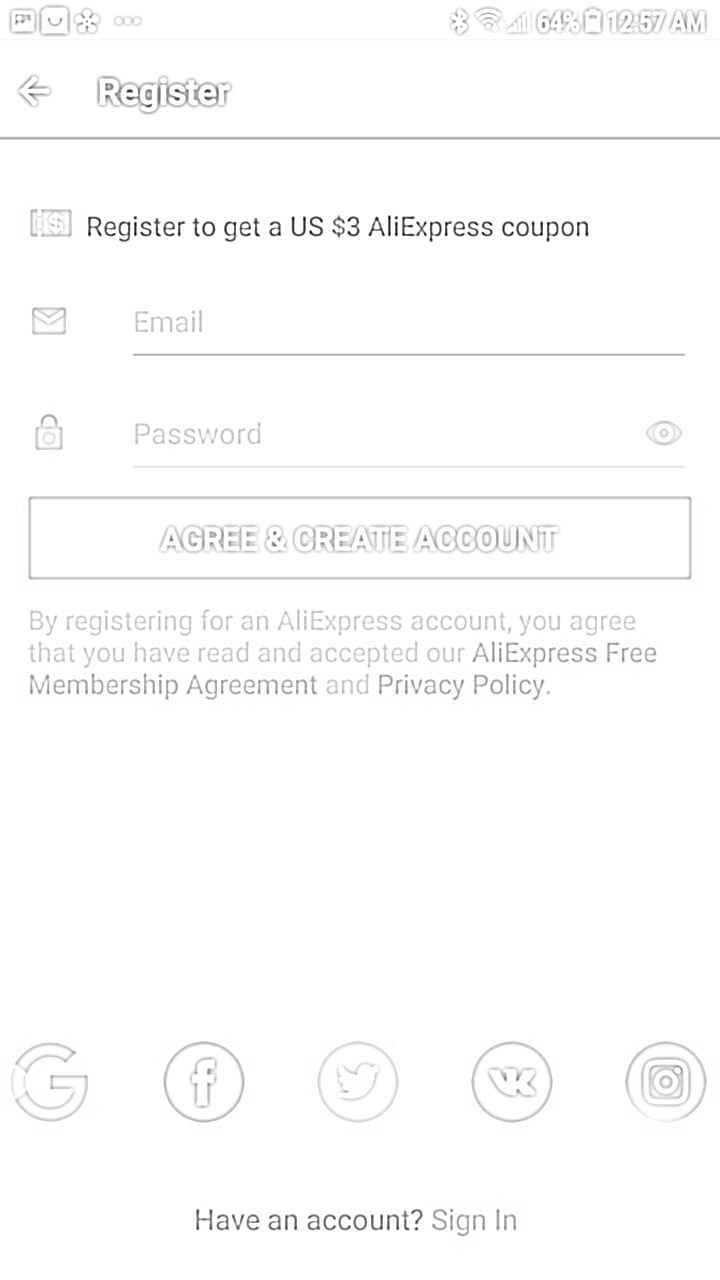 64% 12:57 AM
Register
Register to get a US $3 AliExpress coupon
Email
Password
AGREE & CREATE ACCOUNT
By registering for an AliExpress account, you agree
that you have read and accepted our AliExpress Free
Membership Agreement and Privacy Policy.
Have an account? Sign In